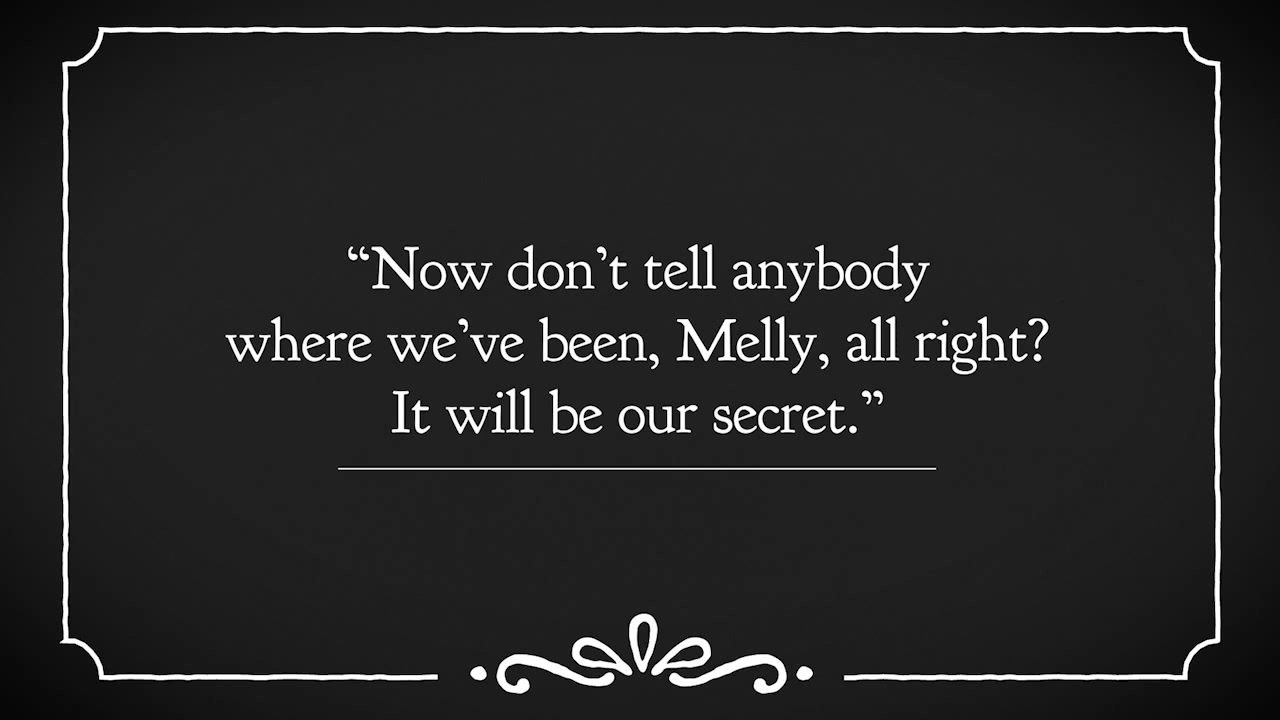 “Now don’t tell anybody
where we’ve been, Melly, all right?
It will be our secret.”